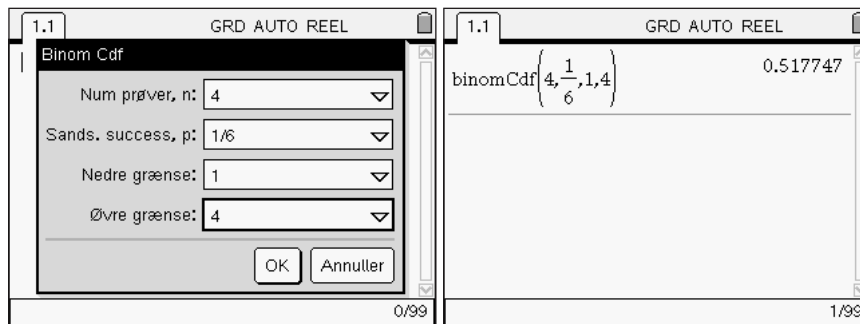 1.1 GRD AUTO REEL
Binom Cdf
Num prøver, n: 4
Sands. success, p: 1/6
Nedre grænse: 1
Øvre grænse: 4
OK Annuller
0/99
1.1 GRD AUTO REEL
binomCdf(4,1/6,1,4) 0.517747
1/99